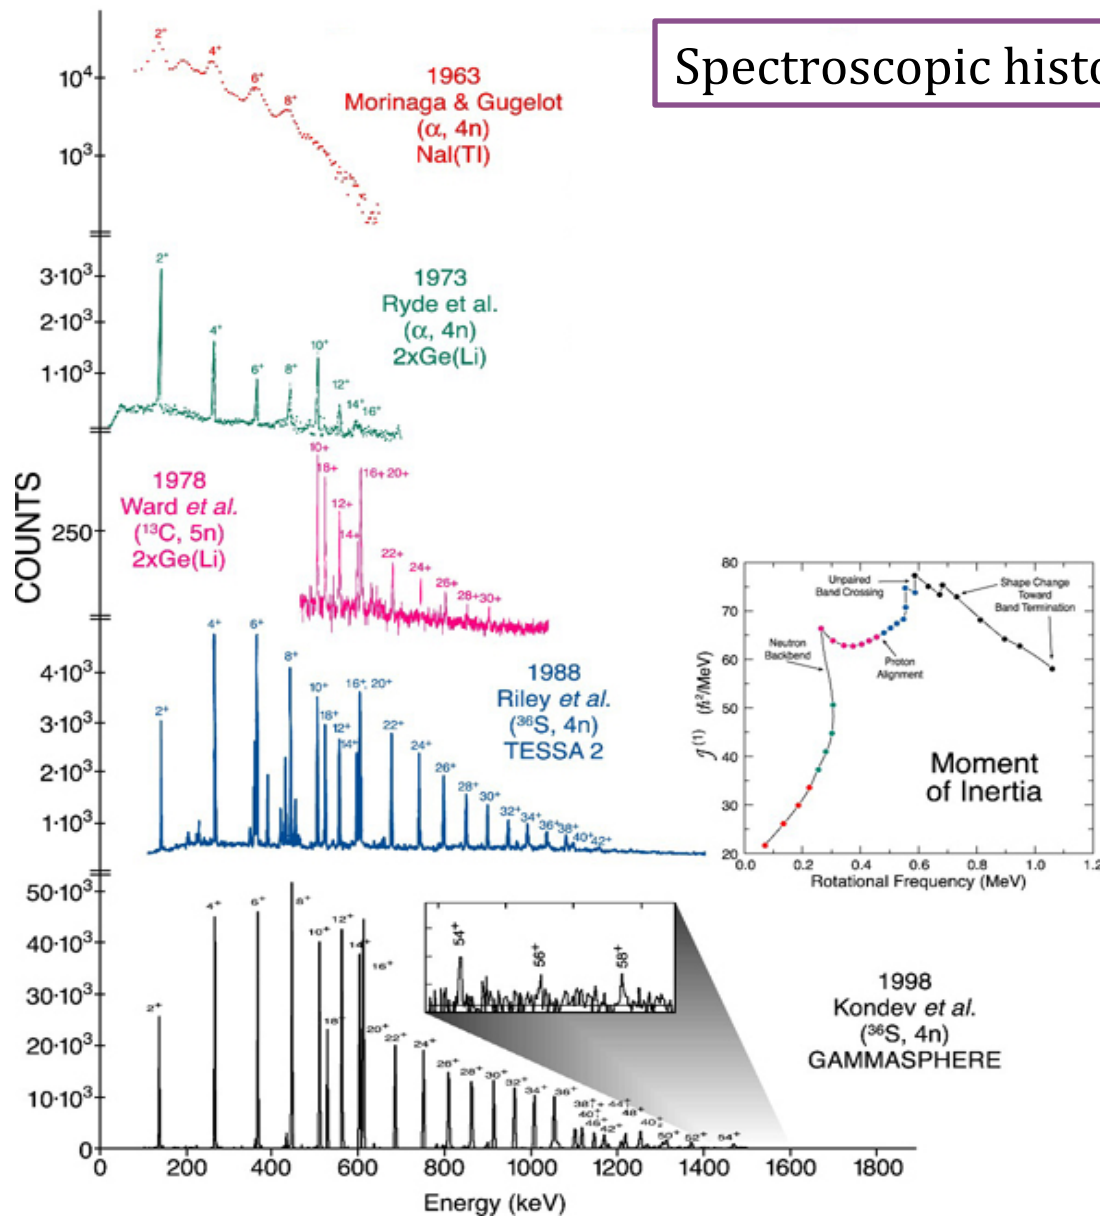 Spectroscopic histo
10⁴
10³
2⁺
4⁺
6⁺
8⁺
1963
Morinaga & Gugelot
(α, 4n)
NaI(Tl)
3·10³
2·10³
1·10³
2⁺
4⁺
6⁺
8⁺
10⁺
12⁺
14⁺ 16⁺
1973
Ryde et al.
(α, 4n)
2xGe(Li)
COUNTS
250
1978
Ward et al.
(¹³C, 5n)
2xGe(Li)
10+
18+
12+
14+
16+ 20+
22+
24+
26+
28+ 30+
4·10³
3·10³
2·10³
1·10³
2⁺
4⁺
6⁺
8⁺
10⁺
18⁺
12⁺
14⁺
16⁺, 20⁺
22⁺
24⁺
26⁺
28⁺
30⁺
32⁺
34⁺
36⁺
38⁺
40⁺
42⁺
1988
Riley et al.
(³⁶S, 4n)
TESSA 2
80
70
60
50
40
30
20
𝒥⁽¹⁾ (ℏ²/MeV)
Unpaired
Band Crossing
Shape Change
Toward
Band Termination
Neutron
Backbend
Proton
Alignment
Moment
of Inertia
0.0 0.2 0.4 0.6 0.8 1.0 1.2
Rotational Frequency (MeV)
50·10³
40·10³
30·10³
20·10³
10·10³
0
2⁺
4⁺
6⁺
8⁺
10⁺
18⁺
12⁺
14⁺
16⁺
20⁺
22⁺
24⁺
26⁺
28⁺
30⁺
32⁺
34⁺
36⁺
44⁺
46⁺
42⁺
48⁺
50⁺
52⁺
54⁺
54⁺
56⁺
58⁺
1998
Kondev et al.
(³⁶S, 4n)
GAMMASPHERE
0 200 400 600 800 1000 1200 1400 1600 1800
Energy (keV)